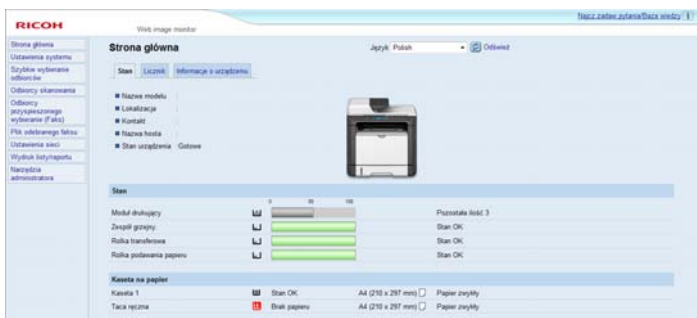 Najcz. zadaw. pytania/Baza wiedzy
RICOH
Web image monitor
Strona główna
Ustawienia systemu
Szybkie wybieranie
odbiorców
Odbiorcy skanowania
Odbiorcy
przyspieszonego
wybierania (Faks)
Plik odebranego faksu
Ustawienia sieci
Wydruk listy/raportu
Narzędzia
administratora
Strona główna
Język Polish
Odśwież
Stan Licznik Informacje o urządzeniu
Nazwa modelu :
Lokalizacja :
Kontakt :
Nazwa hosta :
Stan urządzenia : Gotowe
Stan
0 50 100
Moduł drukujący Pozostała ilość 3
Zespół grzejny. Stan OK
Rolka transferowa Stan OK
Rolka podawania papieru Stan OK
Kaseta na papier
Kaseta 1 Stan OK A4 (210 x 297 mm) Papier zwykły
Taca ręczna Brak papieru A4 (210 x 297 mm) Papier zwykły